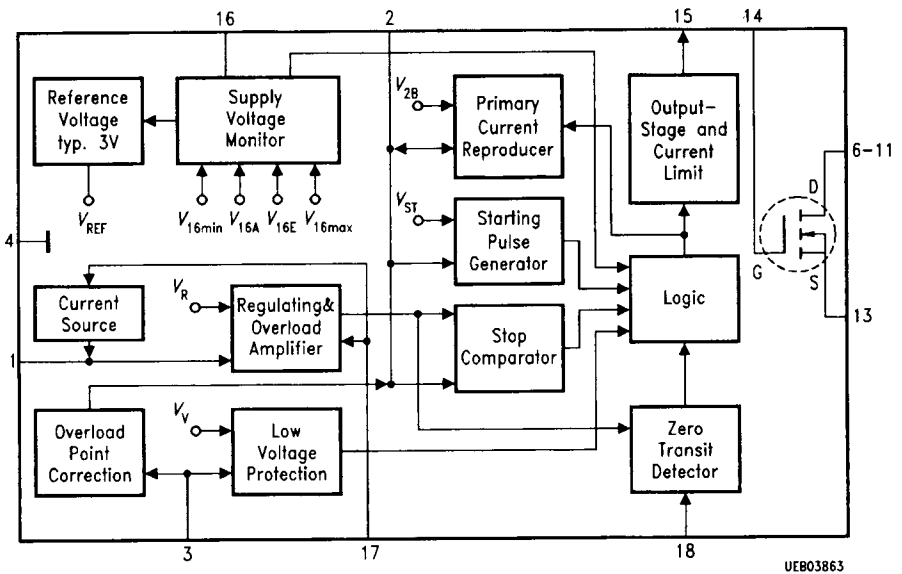 16 2 15 14
Reference
Voltage
typ. 3V
Supply
Voltage
Monitor
V2B
Primary
Current
Reproducer
Output-
Stage and
Current
Limit
6-11
VREF
V16min V16A V16E V16max
VST
Starting
Pulse
Generator
D
G
S
4
Current
Source
VR
Regulating&
Overload
Amplifier
Stop
Comparator
Logic
13
1
Overload
Point
Correction
VV
Low
Voltage
Protection
Zero
Transit
Detector
3 17 18
UEB03863